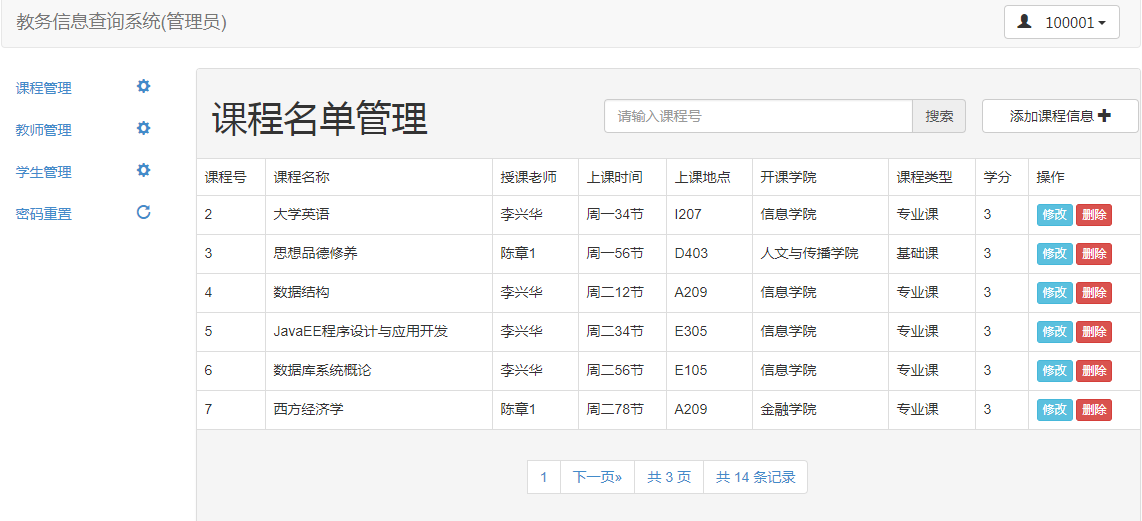 教务信息查询系统(管理员)
100001
课程管理
教师管理
学生管理
密码重置
课程名单管理
请输入课程号
搜索
添加课程信息
课程号 课程名称 授课老师 上课时间 上课地点 开课学院 课程类型 学分 操作
2 大学英语 李兴华 周一34节 I207 信息学院 专业课 3 修改 删除
3 思想品德修养 陈章1 周一56节 D403 人文与传播学院 基础课 3 修改 删除
4 数据结构 李兴华 周二12节 A209 信息学院 专业课 3 修改 删除
5 JavaEE程序设计与应用开发 李兴华 周二34节 E305 信息学院 专业课 3 修改 删除
6 数据库系统概论 李兴华 周二56节 E105 信息学院 专业课 3 修改 删除
7 西方经济学 陈章1 周二78节 A209 金融学院 专业课 3 修改 删除
1 下一页» 共 3 页 共 14 条记录